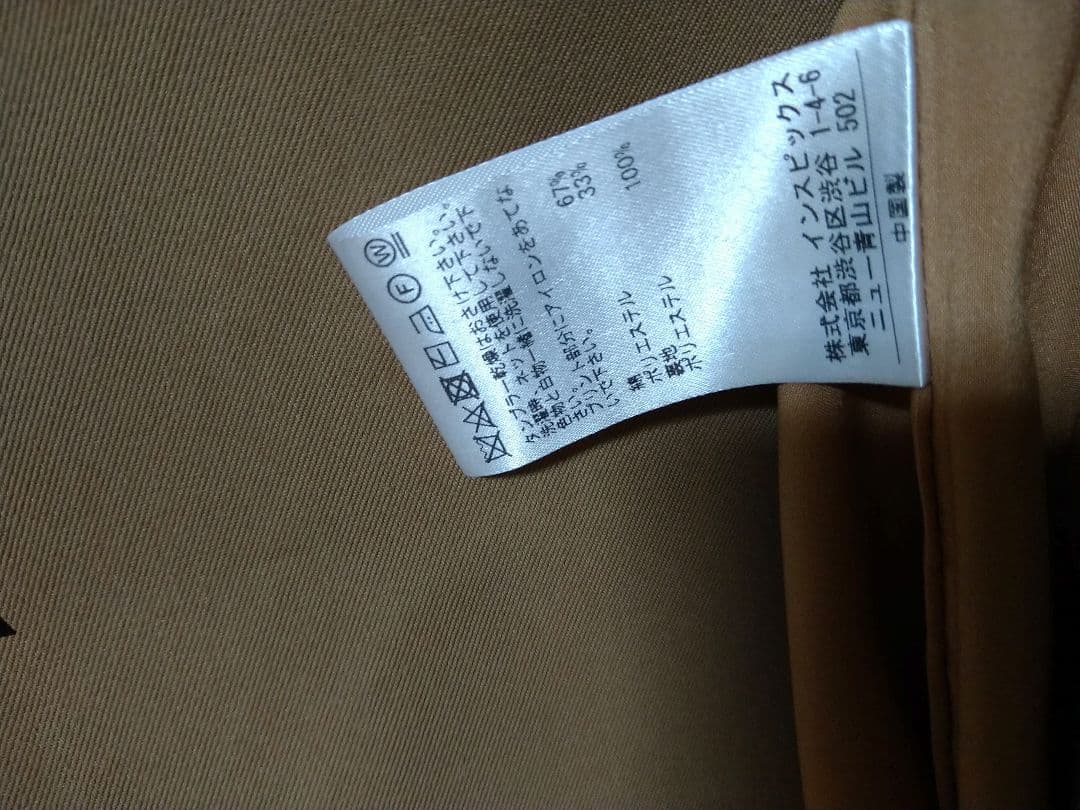 W
F
タンブラー乾燥はおさけ下さい。
洗濯時、ネットを使用して下さい。
色物と白物一緒に洗濯しないで下
さい。
プリント部分にアイロンをあてな
いで下さい。
綿 67%
ポリエステル 33%
裏地
ポリエステル 100%
株式会社 インスピックス
東京都渋谷区渋谷 1-4-6
ニュー青山ビル 502
中国製